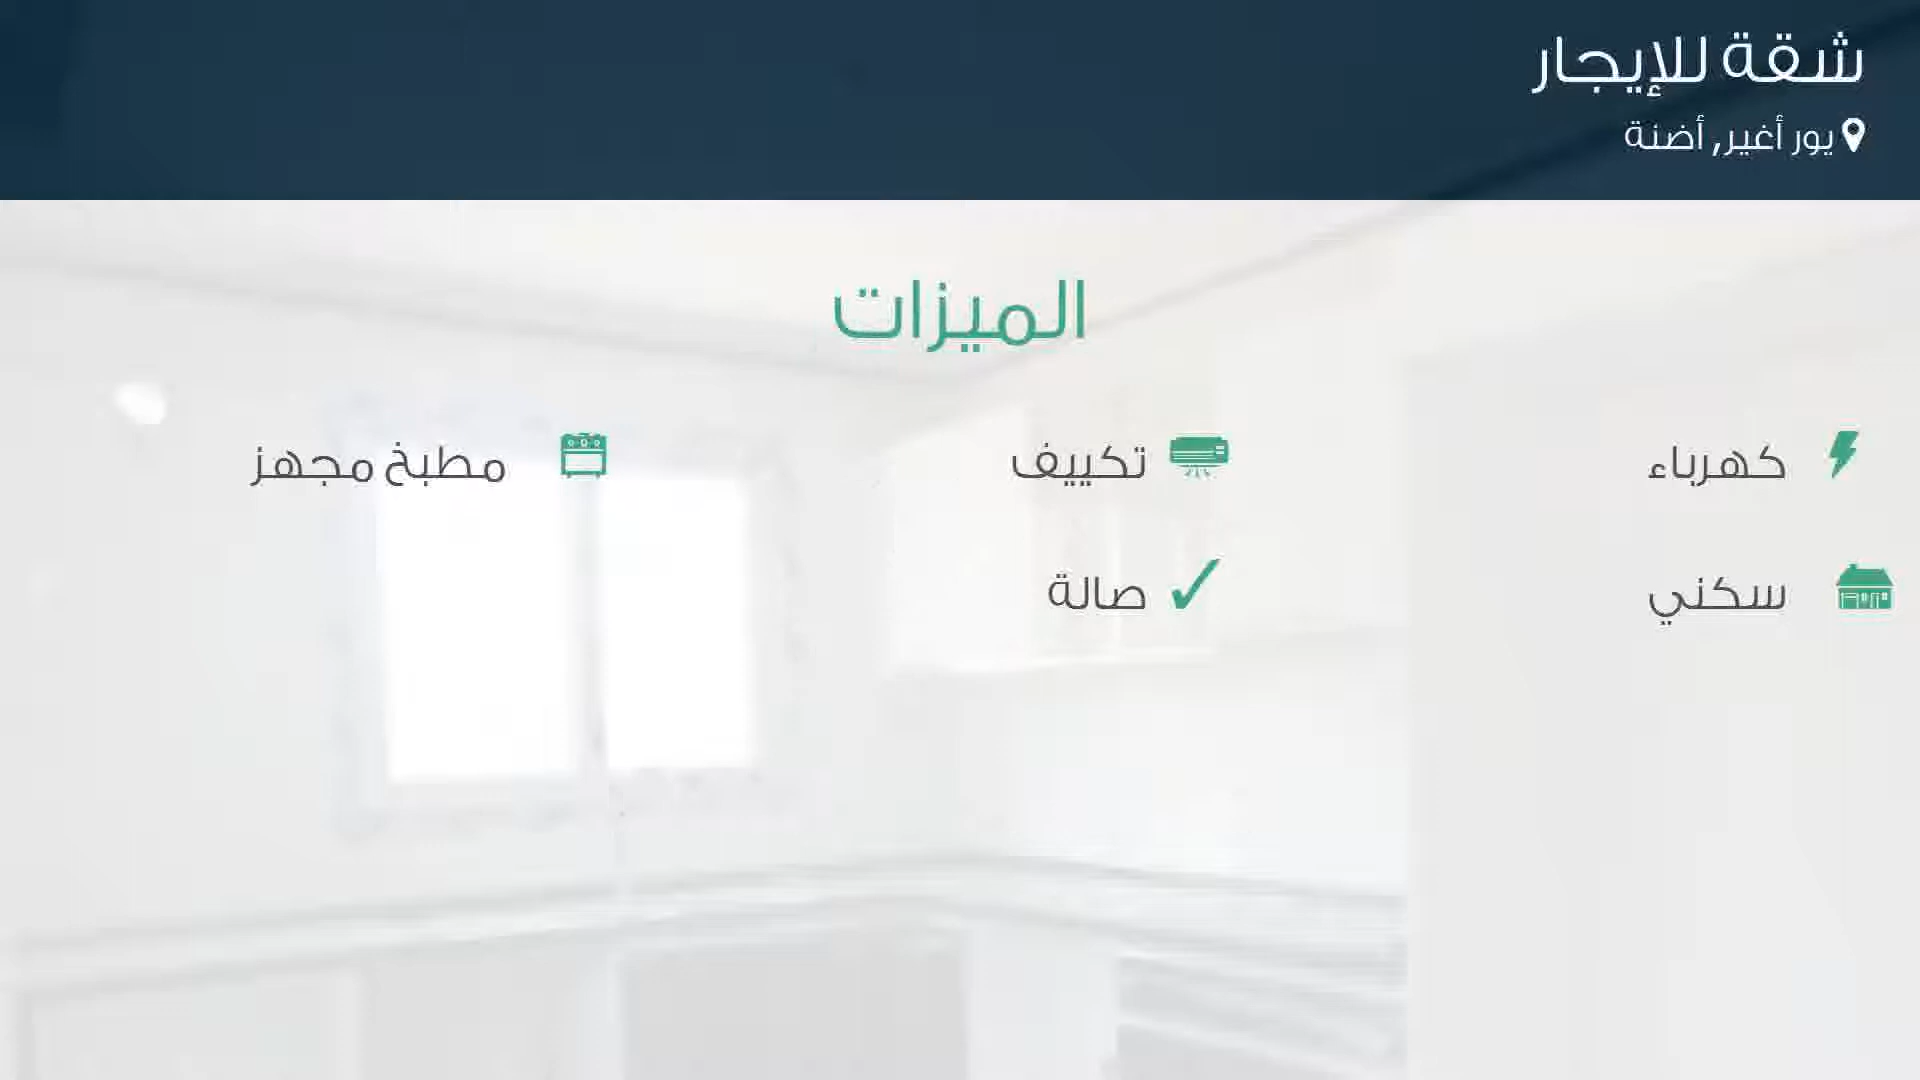 شقة للإيجار
يور أغير, أضنة
الميزات
كهرباء
تكييف
مطبخ مجهز
سكني
صالة